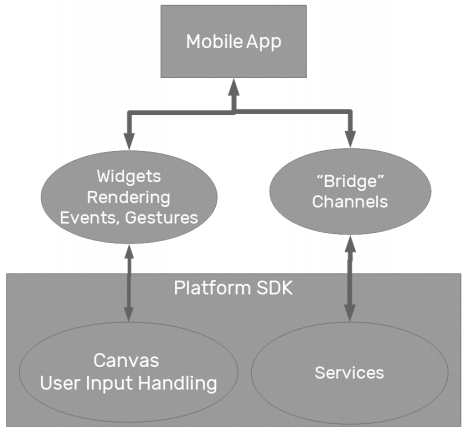 Mobile App
Widgets
Rendering
Events, Gestures
“Bridge”
Channels
Platform SDK
Canvas
User Input Handling
Services